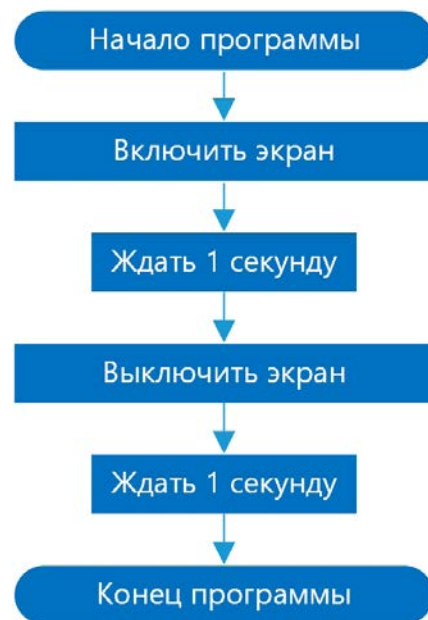 Начало программы
Включить экран
Ждать 1 секунду
Выключить экран
Ждать 1 секунду
Конец программы